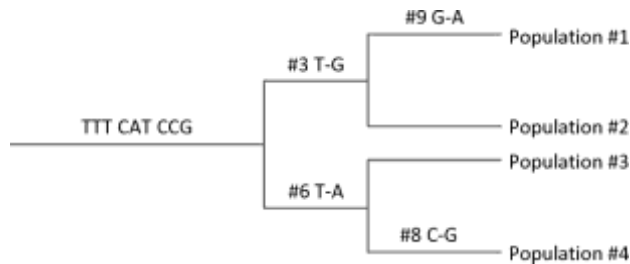 #9 G-A
Population #1
#3 T-G
TTT CAT CCG
Population #2
Population #3
#6 T-A
#8 C-G
Population #4